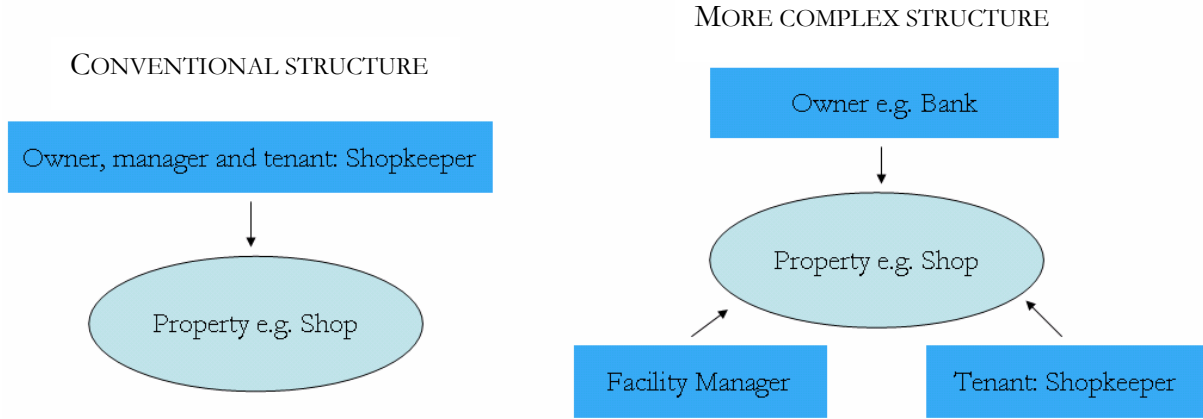 CONVENTIONAL STRUCTURE
Owner, manager and tenant: Shopkeeper
Property e.g. Shop
MORE COMPLEX STRUCTURE
Owner e.g. Bank
Property e.g. Shop
Facility Manager
Tenant: Shopkeeper